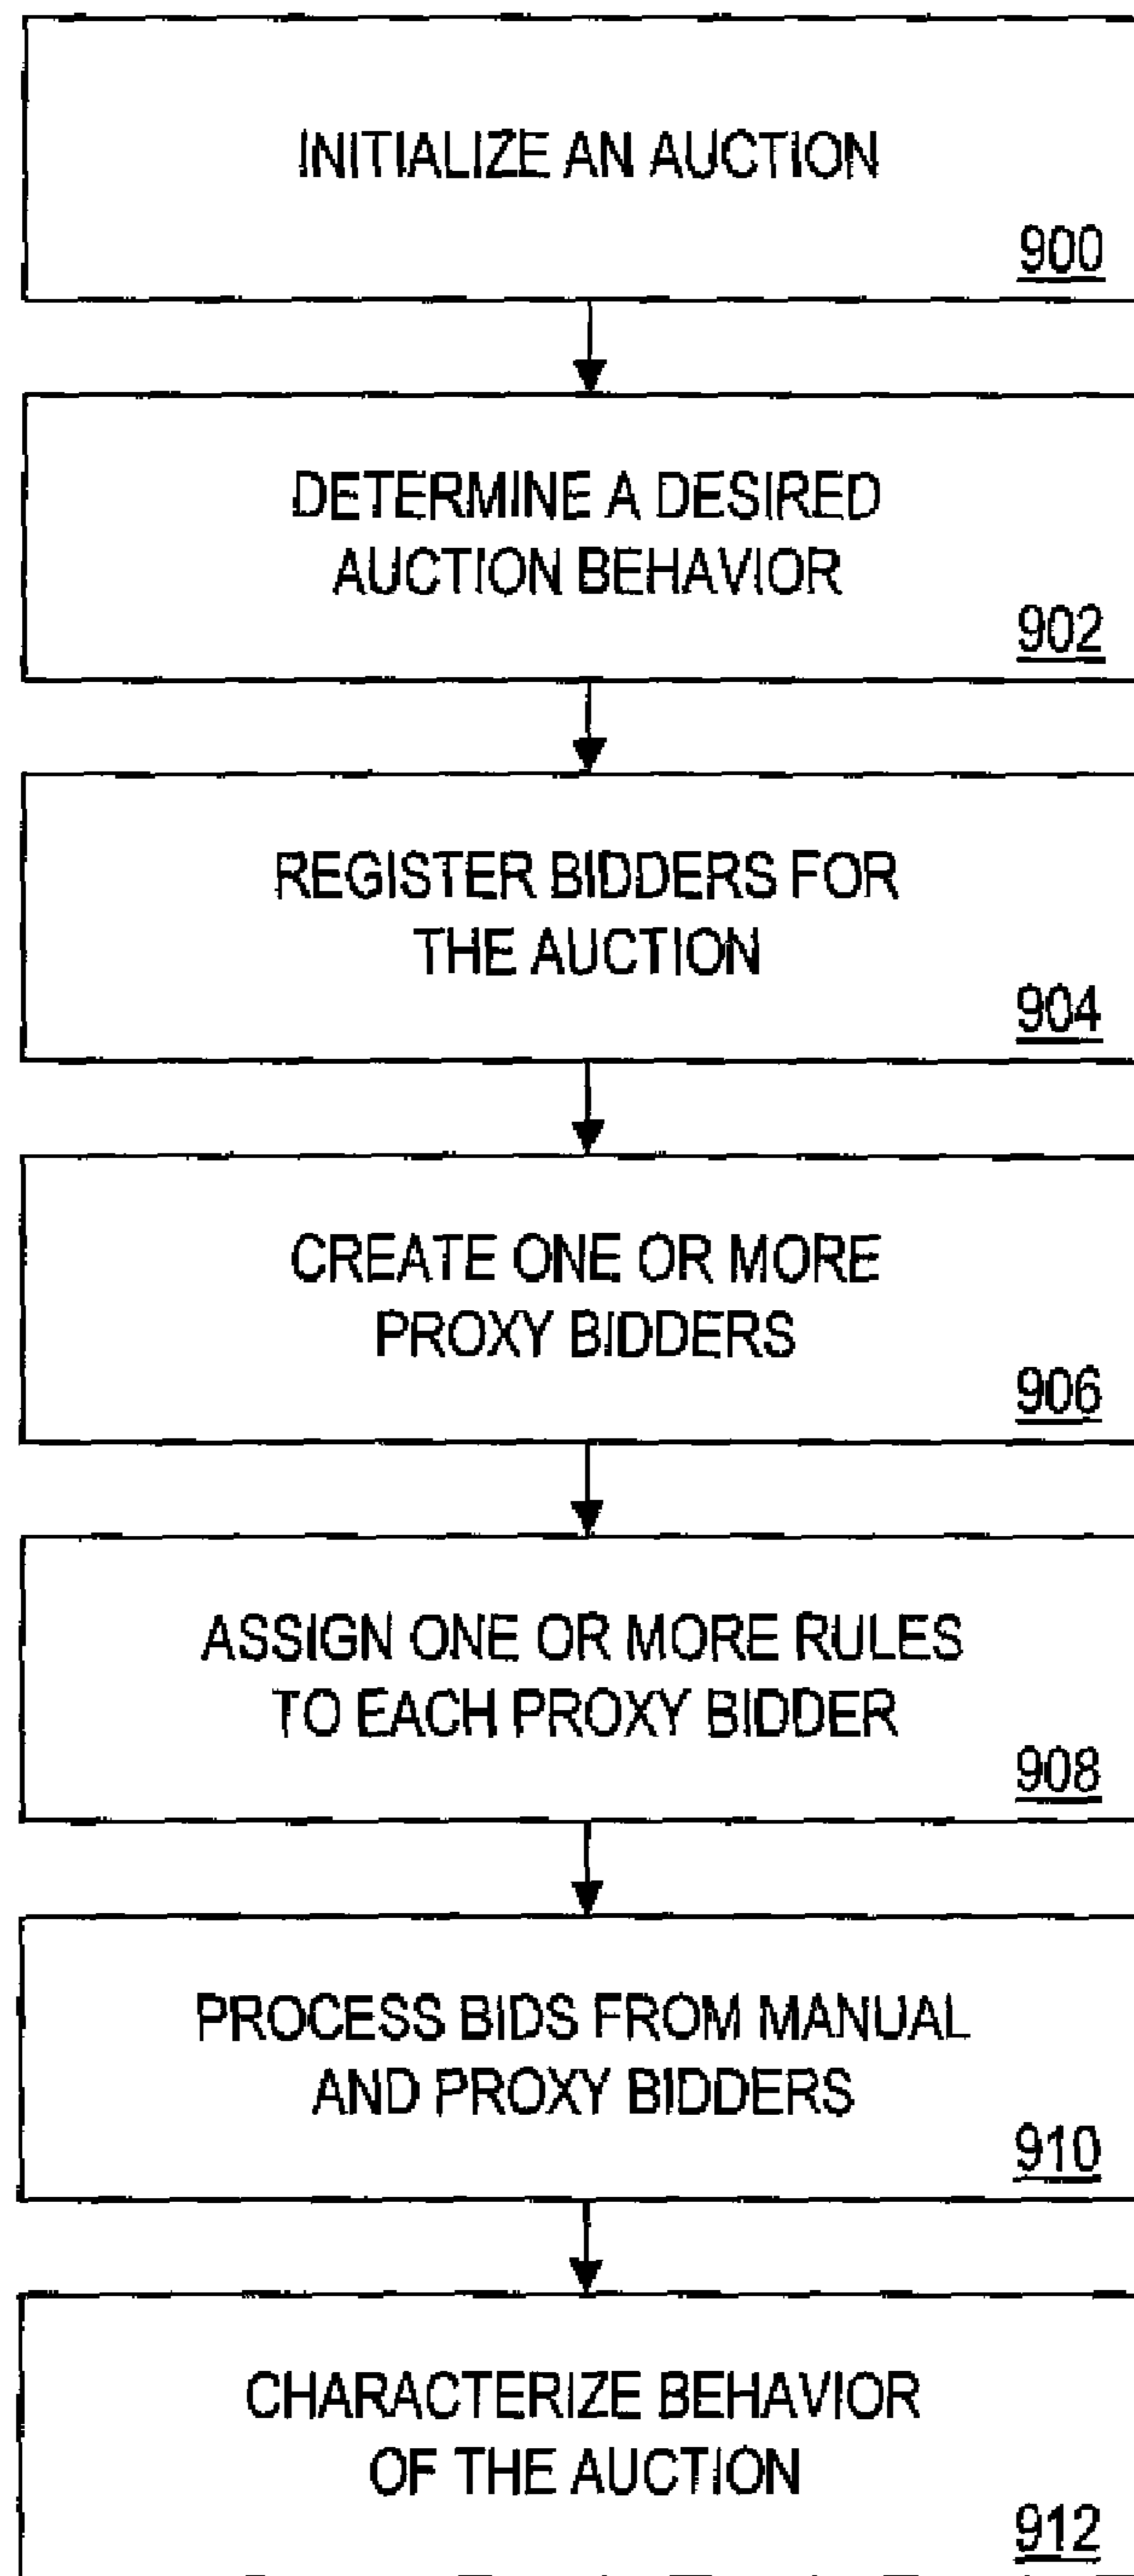 INITIALIZE AN AUCTION
900
DETERMINE A DESIRED
AUCTION BEHAVIOR
902
REGISTER BIDDERS FOR
THE AUCTION
904
CREATE ONE OR MORE
PROXY BIDDERS
906
ASSIGN ONE OR MORE RULES
TO EACH PROXY BIDDER
908
PROCESS BIDS FROM MANUAL
AND PROXY BIDDERS
910
CHARACTERIZE BEHAVIOR
OF THE AUCTION
912